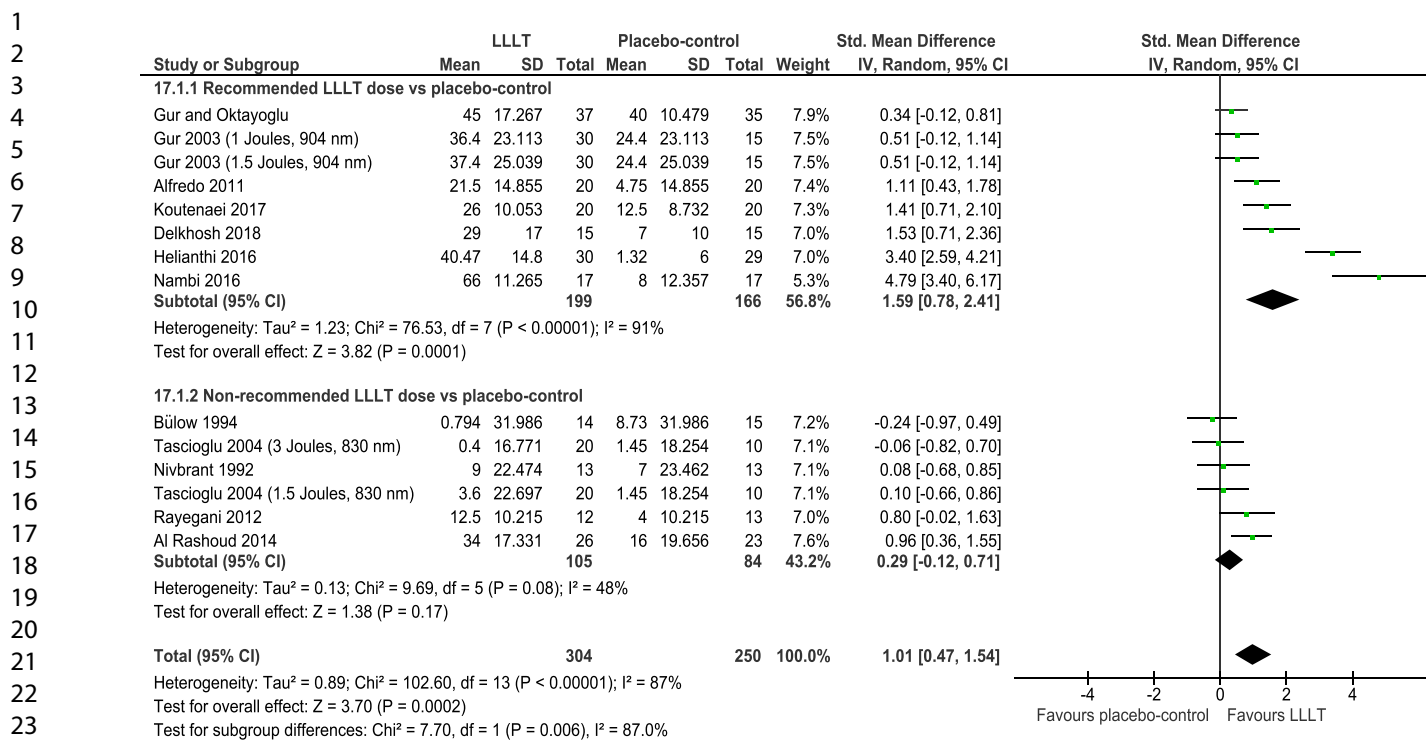 1
2
3
4
5
6
7
8
9
10
11
12
13
14
15
16
17
18
19
20
21
22
23
LLLT Placebo-control Std. Mean Difference Std. Mean Difference
Study or Subgroup Mean SD Total Mean SD Total Weight IV, Random, 95% CI IV, Random, 95% CI
17.1.1 Recommended LLLT dose vs placebo-control
Gur and Oktayoglu 45 17.267 37 40 10.479 35 7.9% 0.34 [-0.12, 0.81]
Gur 2003 (1 Joules, 904 nm) 36.4 23.113 30 24.4 23.113 15 7.5% 0.51 [-0.12, 1.14]
Gur 2003 (1.5 Joules, 904 nm) 37.4 25.039 30 24.4 25.039 15 7.5% 0.51 [-0.12, 1.14]
Alfredo 2011 21.5 14.855 20 4.75 14.855 20 7.4% 1.11 [0.43, 1.78]
Koutenaei 2017 26 10.053 20 12.5 8.732 20 7.3% 1.41 [0.71, 2.10]
Delkhosh 2018 29 17 15 7 10 15 7.0% 1.53 [0.71, 2.36]
Helianthi 2016 40.47 14.8 30 1.32 6 29 7.0% 3.40 [2.59, 4.21]
Nambi 2016 66 11.265 17 8 12.357 17 5.3% 4.79 [3.40, 6.17]
Subtotal (95% CI) 199 166 56.8% 1.59 [0.78, 2.41]
Heterogeneity: Tau² = 1.23; Chi² = 76.53, df = 7 (P < 0.00001); I² = 91%
Test for overall effect: Z = 3.82 (P = 0.0001)
17.1.2 Non-recommended LLLT dose vs placebo-control
Bülow 1994 0.794 31.986 14 8.73 31.986 15 7.2% -0.24 [-0.97, 0.49]
Tascioglu 2004 (3 Joules, 830 nm) 0.4 16.771 20 1.45 18.254 10 7.1% -0.06 [-0.82, 0.70]
Nivbrant 1992 9 22.474 13 7 23.462 13 7.1% 0.08 [-0.68, 0.85]
Tascioglu 2004 (1.5 Joules, 830 nm) 3.6 22.697 20 1.45 18.254 10 7.1% 0.10 [-0.66, 0.86]
Rayegani 2012 12.5 10.215 12 4 10.215 13 7.0% 0.80 [-0.02, 1.63]
Al Rashoud 2014 34 17.331 26 16 19.656 23 7.6% 0.96 [0.36, 1.55]
Subtotal (95% CI) 105 84 43.2% 0.29 [-0.12, 0.71]
Heterogeneity: Tau² = 0.13; Chi² = 9.69, df = 5 (P = 0.08); I² = 48%
Test for overall effect: Z = 1.38 (P = 0.17)
Total (95% CI) 304 250 100.0% 1.01 [0.47, 1.54]
Heterogeneity: Tau² = 0.89; Chi² = 102.60, df = 13 (P < 0.00001); I² = 87%
Test for overall effect: Z = 3.70 (P = 0.0002)
Test for subgroup differences: Chi² = 7.70, df = 1 (P = 0.006), I² = 87.0%
-4 -2 0 2 4
Favours placebo-control Favours LLLT